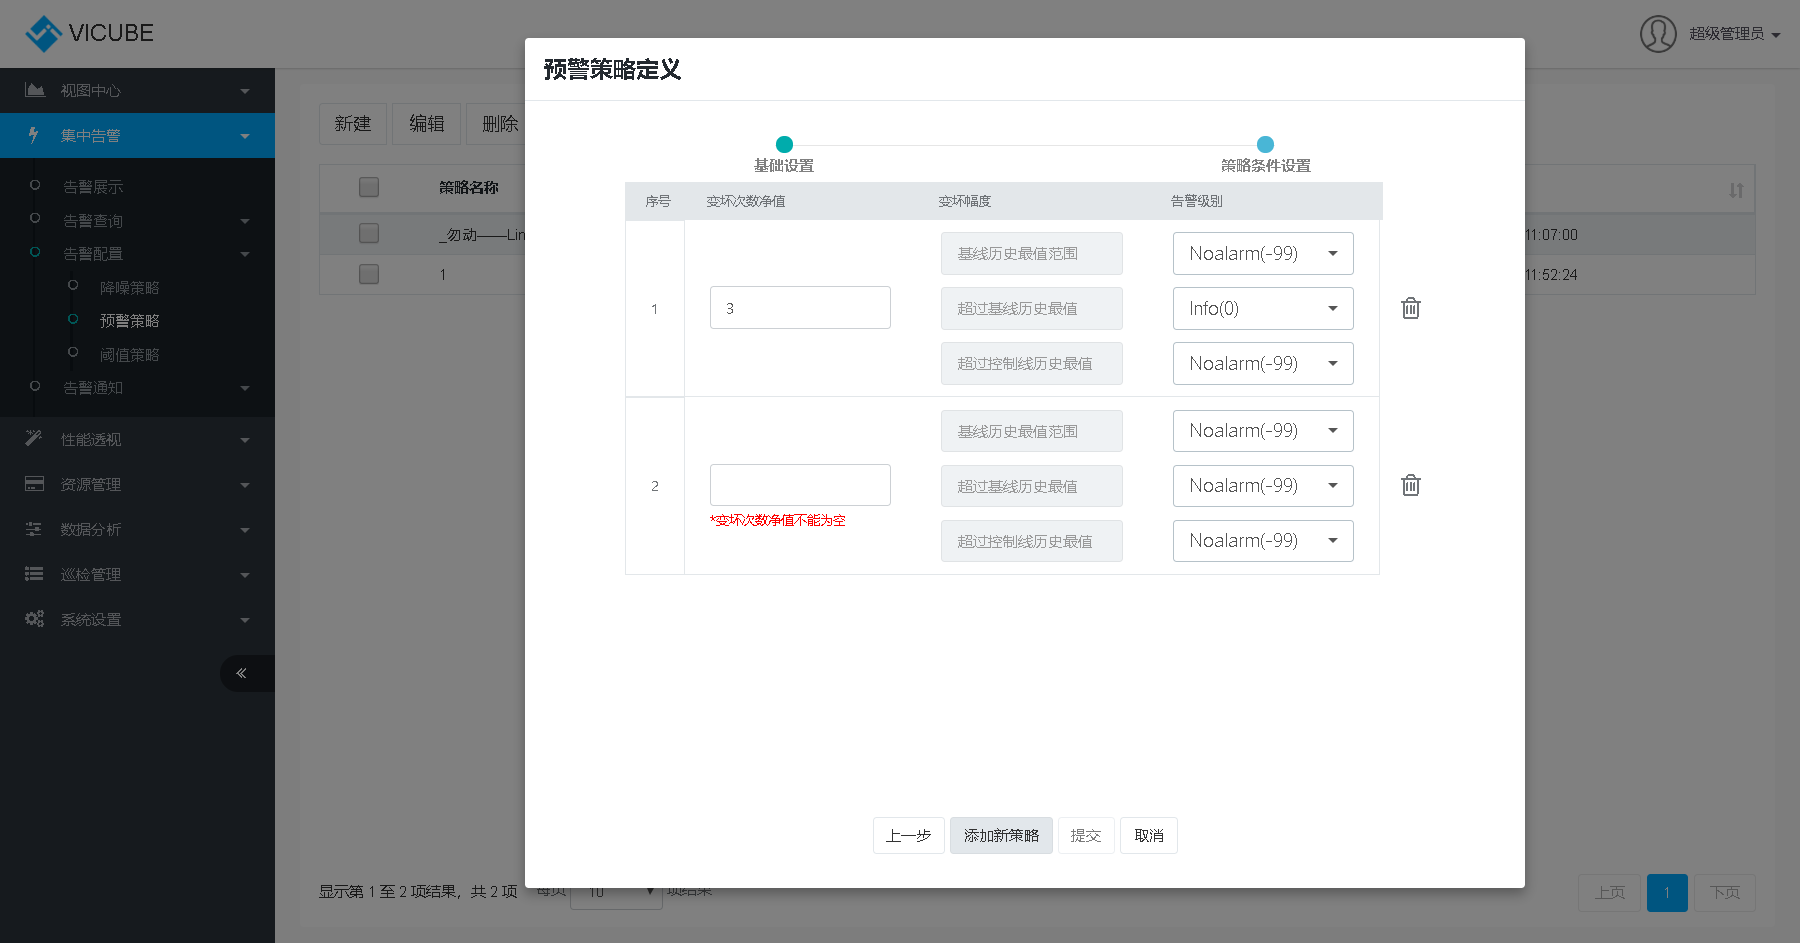 VICUBE
超级管理员
视图中心
集中告警
告警展示
告警查询
告警配置
降噪策略
预警策略
阈值策略
告警通知
性能透视
资源管理
数据分析
巡检管理
系统设置
新建 编辑 删除
策略名称
_勿动——Lin
11:07:00
1
11:52:24
预警策略定义
基础设置
策略条件设置
序号 变坏次数净值 变坏幅度 告警级别
1
3
基线历史最值范围 Noalarm(-99)
超过基线历史最值 Info(0)
超过控制线历史最值 Noalarm(-99)
2
*变坏次数净值不能为空
基线历史最值范围 Noalarm(-99)
超过基线历史最值 Noalarm(-99)
超过控制线历史最值 Noalarm(-99)
上一步 添加新策略 提交 取消
显示第 1 至 2 项结果，共 2 项 每页 10 项结果
上页 1 下页